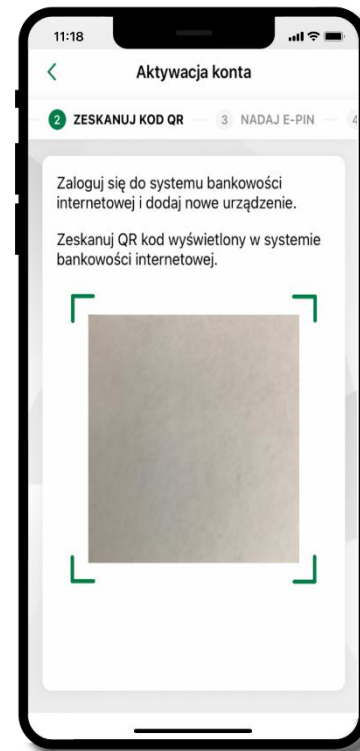 11:18
Aktywacja konta
2 ZESKANUJ KOD QR 3 NADAJ E-PIN 4
Zaloguj się do systemu bankowości
internetowej i dodaj nowe urządzenie.
Zeskanuj QR kod wyświetlony w systemie
bankowości internetowej.